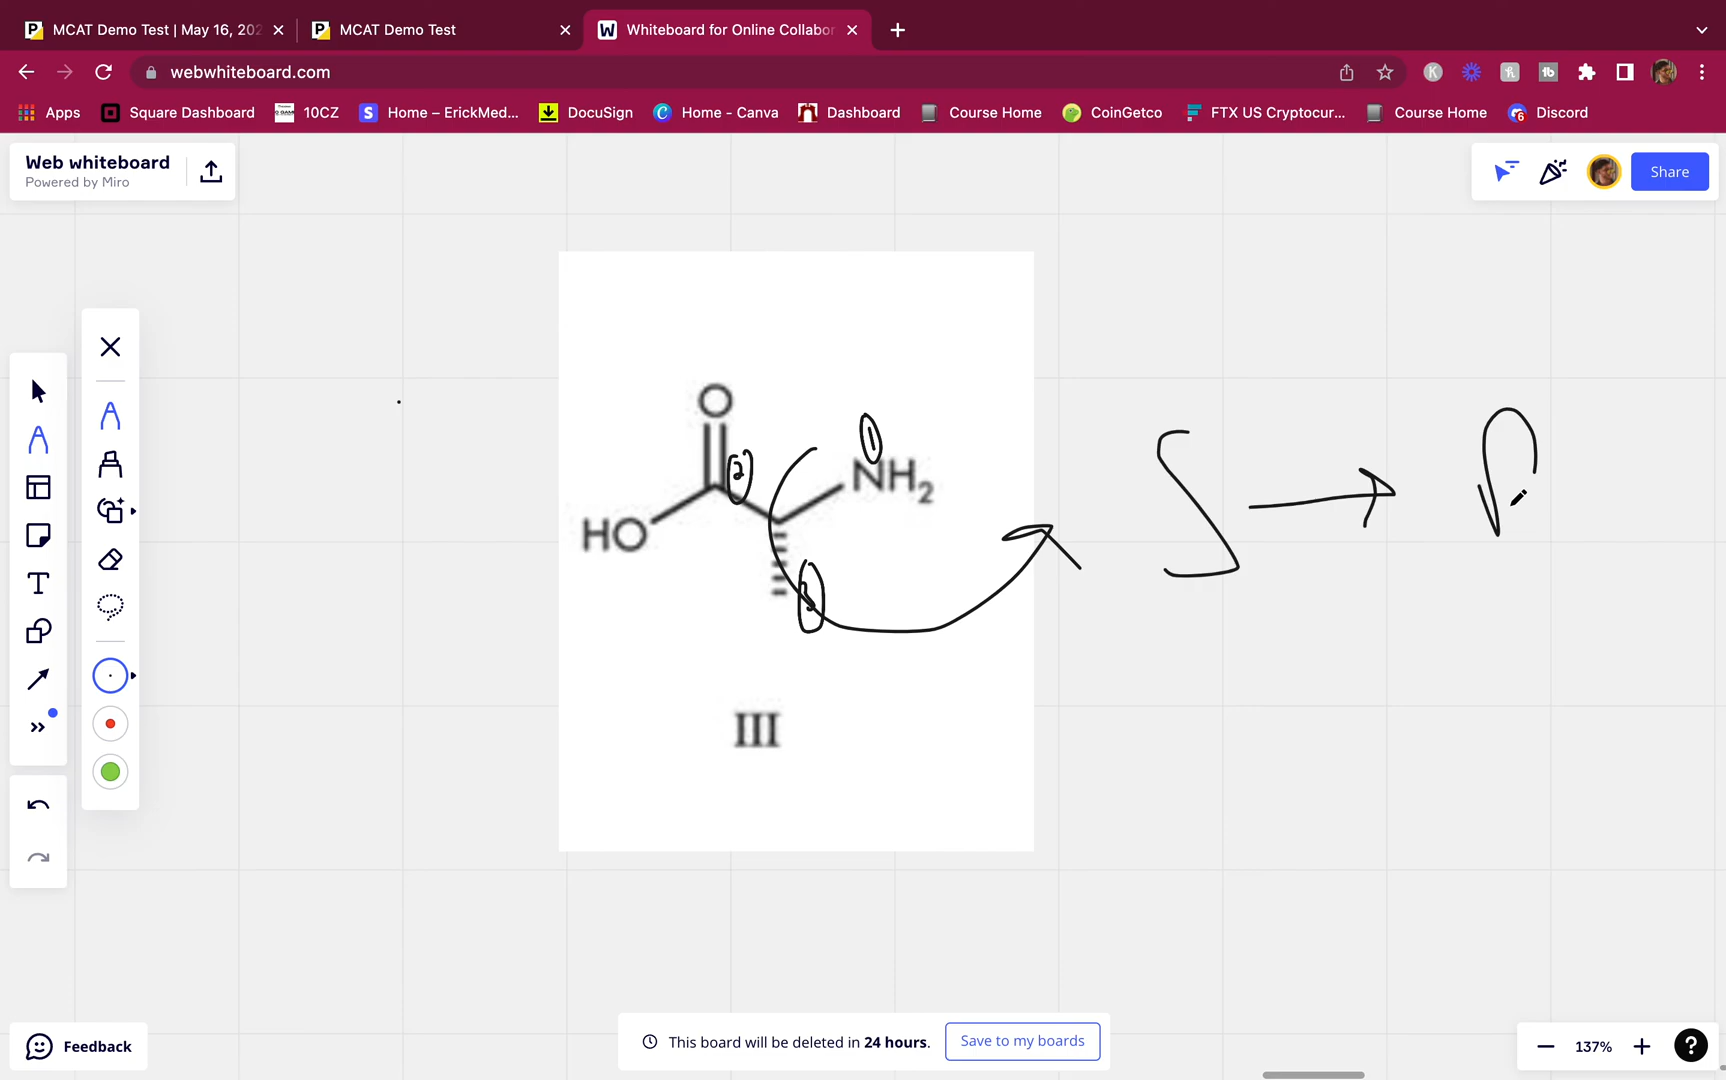 MCAT Demo Test | May 16, 202
MCAT Demo Test
Whiteboard for Online Collabor
webwhiteboard.com
Apps
Square Dashboard
10CZ
Home – ErickMed...
DocuSign
Home - Canva
Dashboard
Course Home
CoinGetco
FTX US Cryptocur...
Course Home
Discord
Web whiteboard
Powered by Miro
Share
O
1
NH2
2
HO
3
S
III
T
Feedback
This board will be deleted in 24 hours.
Save to my boards
137%